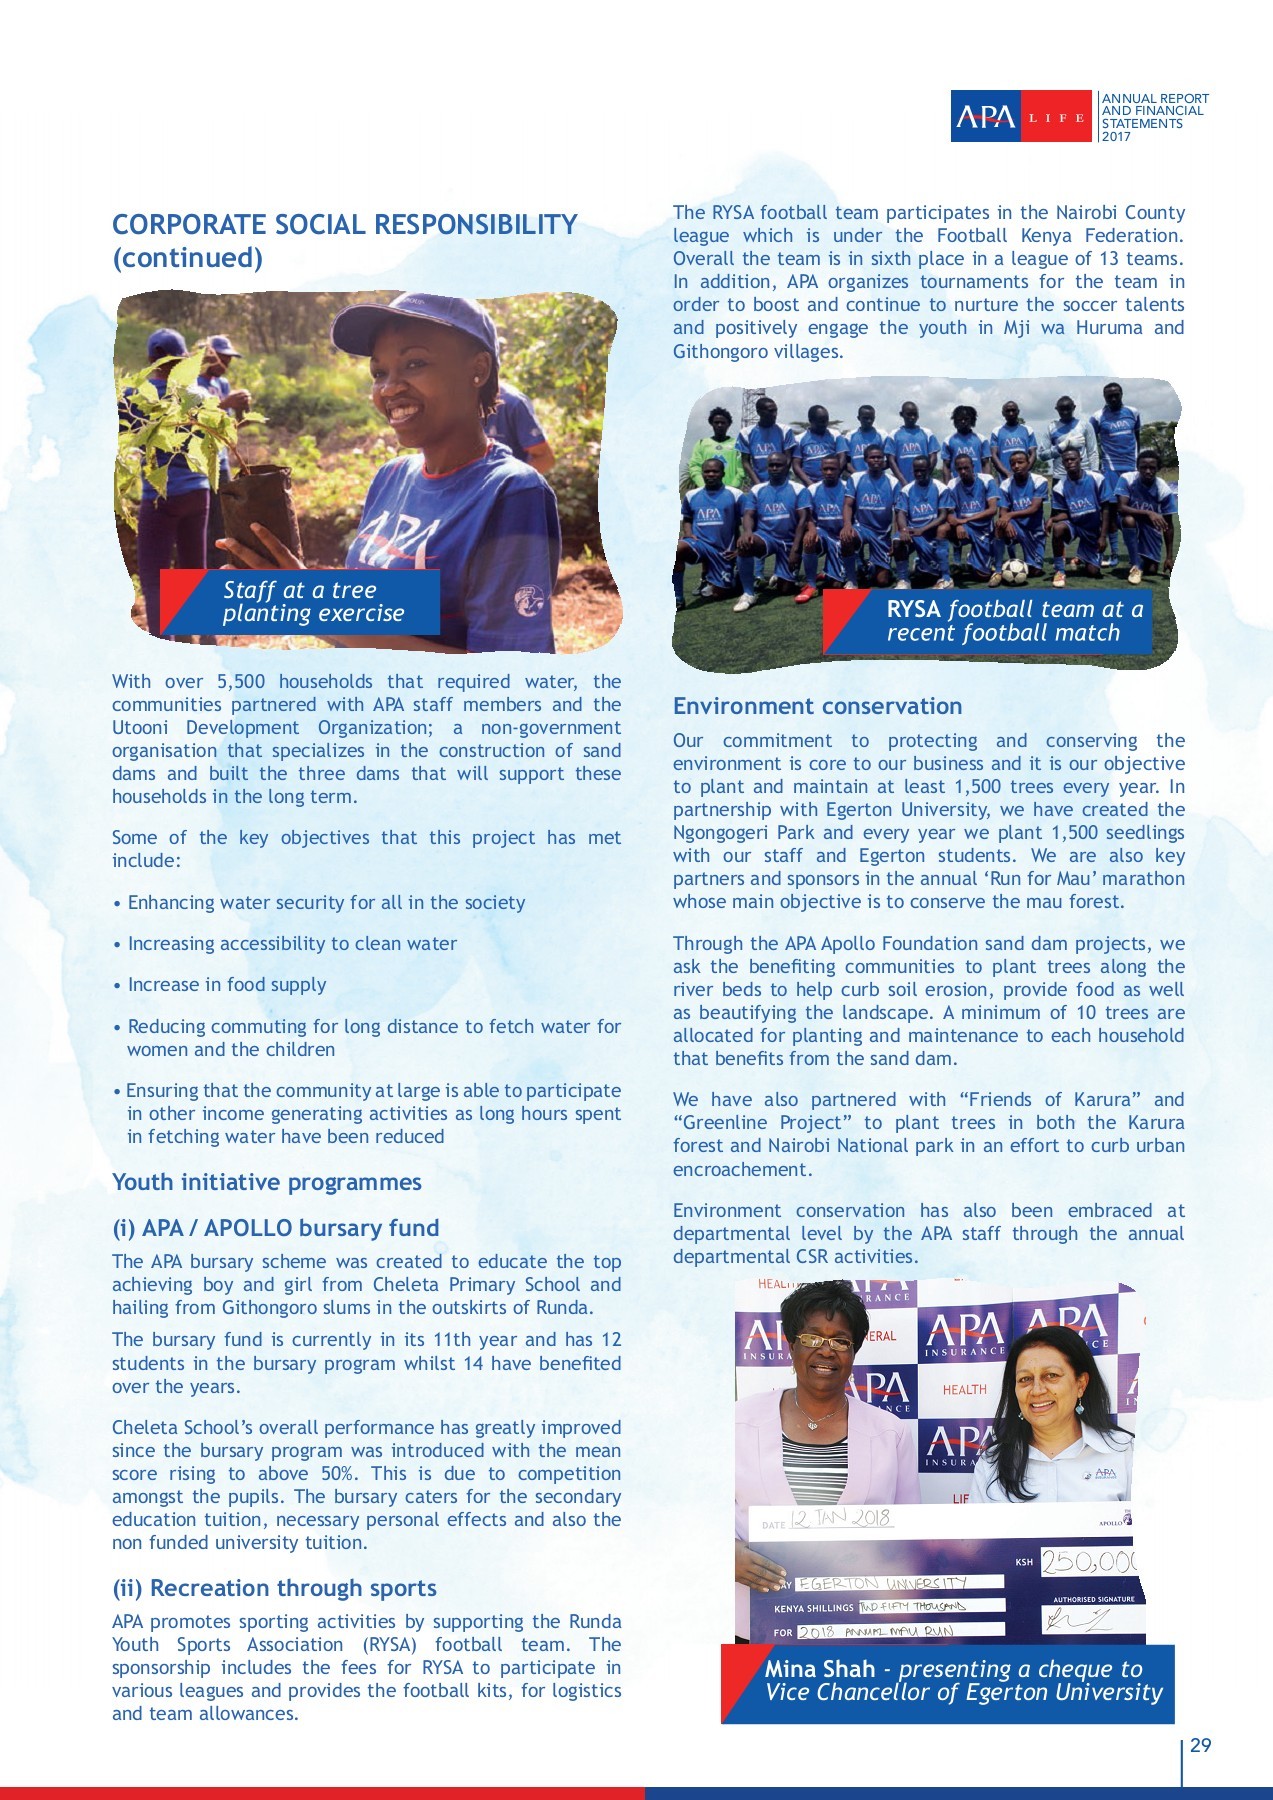 APA LIFE
ANNUAL REPORT
AND FINANCIAL
STATEMENTS
2017
CORPORATE SOCIAL RESPONSIBILITY
(continued)
APA
Staff at a tree
planting exercise
With over 5,500 households that required water, the
communities partnered with APA staff members and the
Utooni Development Organization; a non-government
organisation that specializes in the construction of sand
dams and built the three dams that will support these
households in the long term.
Some of the key objectives that this project has met
include:
• Enhancing water security for all in the society
• Increasing accessibility to clean water
• Increase in food supply
• Reducing commuting for long distance to fetch water for
women and the children
• Ensuring that the community at large is able to participate
in other income generating activities as long hours spent
in fetching water have been reduced
Youth initiative programmes
(i) APA / APOLLO bursary fund
The APA bursary scheme was created to educate the top
achieving boy and girl from Cheleta Primary School and
hailing from Githongoro slums in the outskirts of Runda.
The bursary fund is currently in its 11th year and has 12
students in the bursary program whilst 14 have benefited
over the years.
Cheleta School’s overall performance has greatly improved
since the bursary program was introduced with the mean
score rising to above 50%. This is due to competition
amongst the pupils. The bursary caters for the secondary
education tuition, necessary personal effects and also the
non funded university tuition.
(ii) Recreation through sports
APA promotes sporting activities by supporting the Runda
Youth Sports Association (RYSA) football team. The
sponsorship includes the fees for RYSA to participate in
various leagues and provides the football kits, for logistics
and team allowances.
The RYSA football team participates in the Nairobi County
league which is under the Football Kenya Federation.
Overall the team is in sixth place in a league of 13 teams.
In addition, APA organizes tournaments for the team in
order to boost and continue to nurture the soccer talents
and positively engage the youth in Mji wa Huruma and
Githongoro villages.
RYSA football team at a
recent football match
Environment conservation
Our commitment to protecting and conserving the
environment is core to our business and it is our objective
to plant and maintain at least 1,500 trees every year. In
partnership with Egerton University, we have created the
Ngongogeri Park and every year we plant 1,500 seedlings
with our staff and Egerton students. We are also key
partners and sponsors in the annual ‘Run for Mau’ marathon
whose main objective is to conserve the mau forest.
Through the APA Apollo Foundation sand dam projects, we
ask the benefiting communities to plant trees along the
river beds to help curb soil erosion, provide food as well
as beautifying the landscape. A minimum of 10 trees are
allocated for planting and maintenance to each household
that benefits from the sand dam.
We have also partnered with “Friends of Karura” and
“Greenline Project” to plant trees in both the Karura
forest and Nairobi National park in an effort to curb urban
encroachement.
Environment conservation has also been embraced at
departmental level by the APA staff through the annual
departmental CSR activities.
APA
INSURANCE
HEALTH
APA
INSURA
APA
DATE 12 JAN 2018
APOLLO
KSH 250,000
AY EGERTON UNIVERSITY
KENYA SHILLINGS TWO FIFTY THOUSAND
AUTHORISED SIGNATURE
FOR 2018 ANNUAL MAU RUN
Mina Shah - presenting a cheque to
Vice Chancellor of Egerton University
29